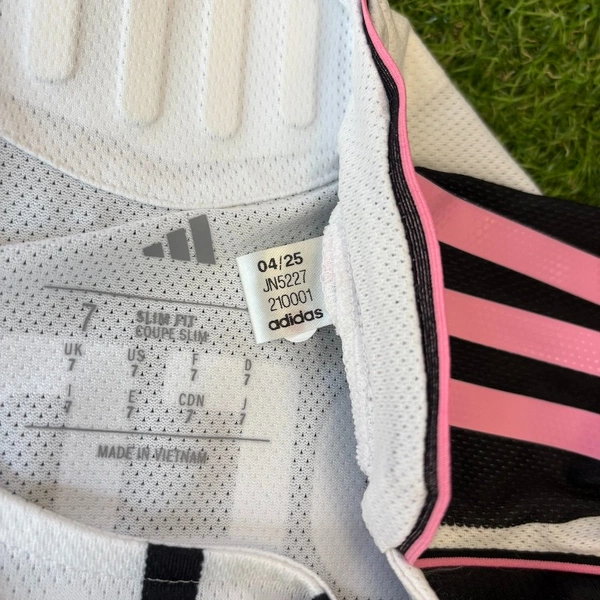 04/25
JN5227
210001
adidas
7
SLIM FIT
COUPE SLIM
UK US F D
7 7 7 7
I E CDN J
7 7 7 7
MADE IN VIETNAM